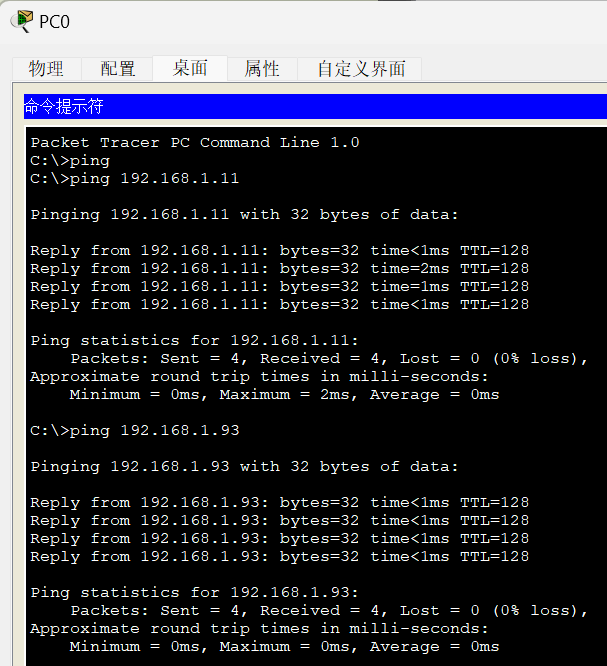 PC0
物理 配置 桌面 属性 自定义界面
命令提示符
Packet Tracer PC Command Line 1.0
C:\>ping
C:\>ping 192.168.1.11
Pinging 192.168.1.11 with 32 bytes of data:
Reply from 192.168.1.11: bytes=32 time<1ms TTL=128
Reply from 192.168.1.11: bytes=32 time=2ms TTL=128
Reply from 192.168.1.11: bytes=32 time=1ms TTL=128
Reply from 192.168.1.11: bytes=32 time<1ms TTL=128
Ping statistics for 192.168.1.11:
Packets: Sent = 4, Received = 4, Lost = 0 (0% loss),
Approximate round trip times in milli-seconds:
Minimum = 0ms, Maximum = 2ms, Average = 0ms
C:\>ping 192.168.1.93
Pinging 192.168.1.93 with 32 bytes of data:
Reply from 192.168.1.93: bytes=32 time<1ms TTL=128
Reply from 192.168.1.93: bytes=32 time<1ms TTL=128
Reply from 192.168.1.93: bytes=32 time<1ms TTL=128
Reply from 192.168.1.93: bytes=32 time<1ms TTL=128
Ping statistics for 192.168.1.93:
Packets: Sent = 4, Received = 4, Lost = 0 (0% loss),
Approximate round trip times in milli-seconds:
Minimum = 0ms, Maximum = 0ms, Average = 0ms